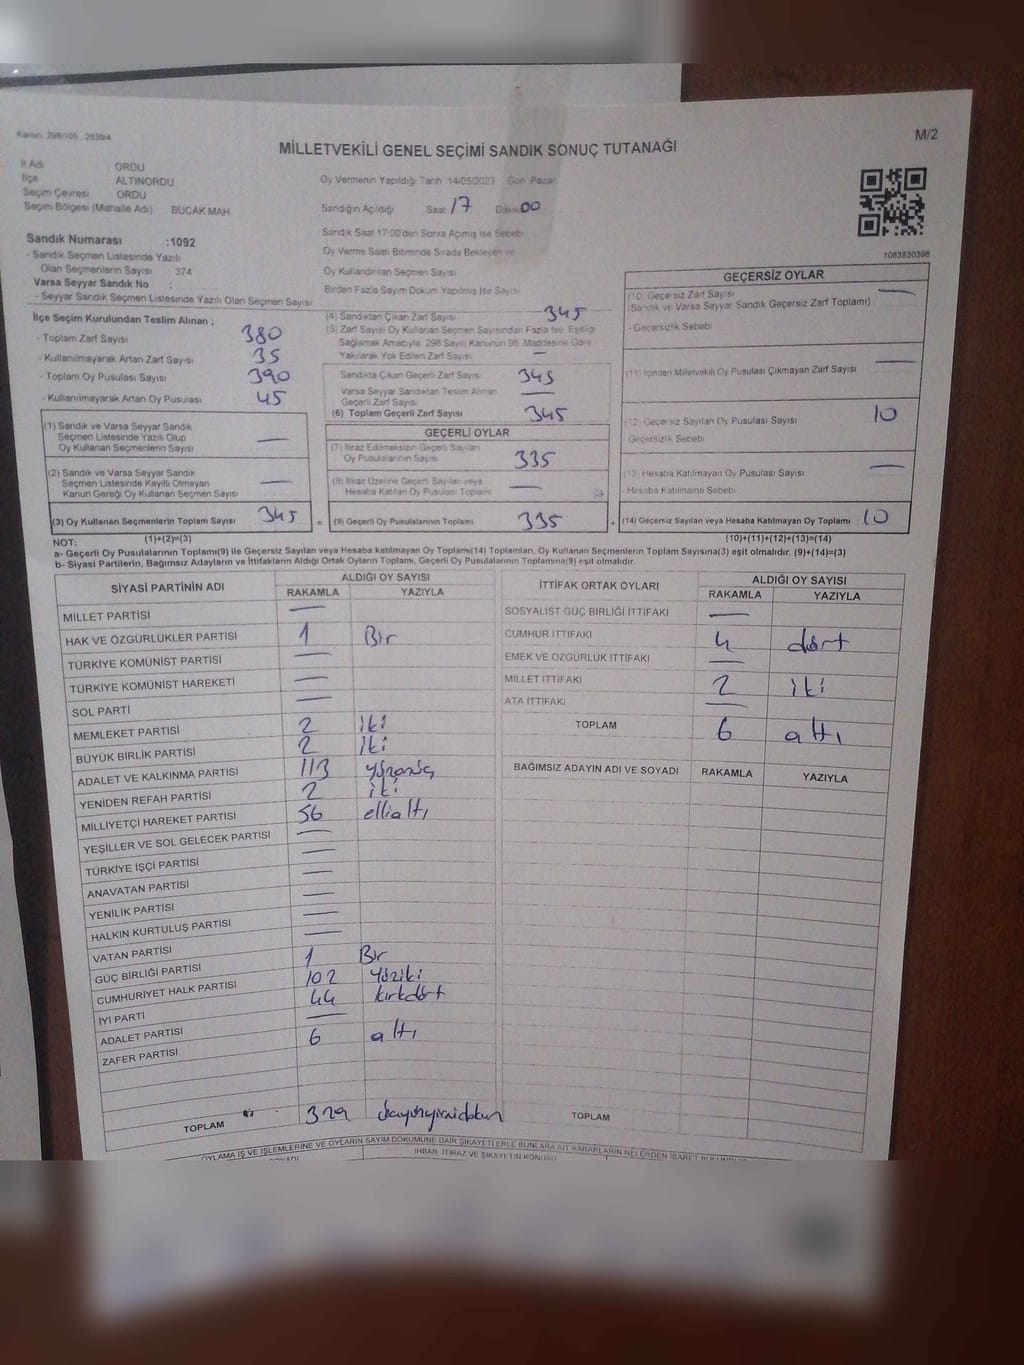 Kanun: 298/105 , 2839/4
M/2
MİLLETVEKİLİ GENEL SEÇİMİ SANDIK SONUÇ TUTANAĞI
İl Adı ORDU
İlçe ALTINORDU
Seçim Çevresi ORDU
Seçim Bölgesi (Mahalle Adı) BUCAK MAH
Oy Vermenin Yapıldığı Tarih 14/05/2023 Gün Pazar
Sandığın Açıldığı Saat 17 Dakika 00
Sandık Saat 17:00'den Sonra Açılmış İse Sebebi
Oy Verme Saati Bitiminde Sırada Bekleyen ve
Oy Kullandırılan Seçmen Sayısı
Birden Fazla Sayım Döküm Yapılmış İse Sayısı
1083830398
Sandık Numarası :1092
- Sandık Seçmen Listesinde Yazılı
Olan Seçmenlerin Sayısı 374
Varsa Seyyar Sandık No :
- Seyyar Sandık Seçmen Listesinde Yazılı Olan Seçmen Sayısı
İlçe Seçim Kurulundan Teslim Alınan ;
- Toplam Zarf Sayısı 380
- Kullanılmayarak Artan Zarf Sayısı 35
- Toplam Oy Pusulası Sayısı 390
- Kullanılmayarak Artan Oy Pusulası 45
(1) Sandık ve Varsa Seyyar Sandık
Seçmen Listesinde Yazılı Olup
Oy Kullanan Seçmenlerin Sayısı —
(2) Sandık ve Varsa Seyyar Sandık
Seçmen Listesinde Kayıtlı Olmayan
Kanun Gereği Oy Kullanan Seçmen Sayısı —
(3) Oy Kullanan Seçmenlerin Toplam Sayısı 345
(4) Sandıktan Çıkan Zarf Sayısı 345
(5) Zarf Sayısı Oy Kullanan Seçmen Sayısından Fazla İse, Eşitliği
Sağlamak Amacıyla, 298 Sayılı Kanunun 98. Maddesine Göre
Yakılarak Yok Edilen Zarf Sayısı —
Sandıkta Çıkan Geçerli Zarf Sayısı 345
Varsa Seyyar Sandıktan Teslim Alınan
Geçerli Zarf Sayısı —
(6) Toplam Geçerli Zarf Sayısı 345
GEÇERLİ OYLAR
(7) İtiraz Edilmeksizin Geçerli Sayılan
Oy Pusulalarının Sayısı 335
(8) İtiraz Üzerine Geçerli Sayılan veya
Hesaba Katılan Oy Pusulası Toplamı —
= (9) Geçerli Oy Pusulalarının Toplamı 335
GEÇERSİZ OYLAR
(10) Geçersiz Zarf Sayısı
(Sandık ve Varsa Seyyar Sandık Geçersiz Zarf Toplamı) —
- Geçersizlik Sebebi
(11) İçinden Milletvekili Oy Pusulası Çıkmayan Zarf Sayısı —
(12) Geçersiz Sayılan Oy Pusulası Sayısı 10
Geçersizlik Sebebi
(13) Hesaba Katılmayan Oy Pusulası Sayısı —
- Hesaba Katılmama Sebebi :
+ (14) Geçersiz Sayılan veya Hesaba Katılmayan Oy Toplamı : 10
NOT: (1)+(2)=(3) (10)+(11)+(12)+(13)=(14)
a- Geçerli Oy Pusulalarının Toplamı(9) ile Geçersiz Sayılan veya Hesaba katılmayan Oy Toplamı(14) Toplamları, Oy Kullanan Seçmenlerin Toplam Sayısına(3) eşit olmalıdır. (9)+(14)=(3)
b- Siyasi Partilerin, Bağımsız Adayların ve İttifakların Aldığı Ortak Oyların Toplamı, Geçerli Oy Pusulalarının Toplamına(9) eşit olmalıdır.
SİYASİ PARTİNİN ADI ALDIĞI OY SAYISI
RAKAMLA YAZIYLA
MİLLET PARTİSİ —
HAK VE ÖZGÜRLÜKLER PARTİSİ 1 Bir
TÜRKİYE KOMÜNİST PARTİSİ —
TÜRKİYE KOMÜNİST HAREKETİ —
SOL PARTİ —
MEMLEKET PARTİSİ 2 iki
BÜYÜK BİRLİK PARTİSİ 2 iki
ADALET VE KALKINMA PARTİSİ 113 yüzonüç
YENİDEN REFAH PARTİSİ 2 iki
MİLLİYETÇİ HAREKET PARTİSİ 56 ellialtı
YEŞİLLER VE SOL GELECEK PARTİSİ —
TÜRKİYE İŞÇİ PARTİSİ —
ANAVATAN PARTİSİ —
YENİLİK PARTİSİ —
HALKIN KURTULUŞ PARTİSİ —
VATAN PARTİSİ
GÜÇ BİRLİĞİ PARTİSİ 1 Bir
CUMHURİYET HALK PARTİSİ 102 yüziki
İYİ PARTİ 44 kırkdört
ADALET PARTİSİ —
ZAFER PARTİSİ 6 altı
TOPLAM 329
İTTİFAK ORTAK OYLARI ALDIĞI OY SAYISI
RAKAMLA YAZIYLA
SOSYALİST GÜÇ BİRLİĞİ İTTİFAKI —
CUMHUR İTTİFAKI 4 dört
EMEK VE ÖZGÜRLÜK İTTİFAKI —
MİLLET İTTİFAKI 2 iki
ATA İTTİFAKI —
TOPLAM 6 altı
BAĞIMSIZ ADAYIN ADI VE SOYADI RAKAMLA YAZIYLA
TOPLAM
OYLAMA İŞ VE İŞLEMLERİNE VE OYLARIN SAYIM DÖKÜMÜNE DAİR ŞİKAYETLERLE BUNLARA AİT KARARLARIN NELERDEN İBARET
İHBAR, İTİRAZ VE ŞİKAYETİN KONUSU